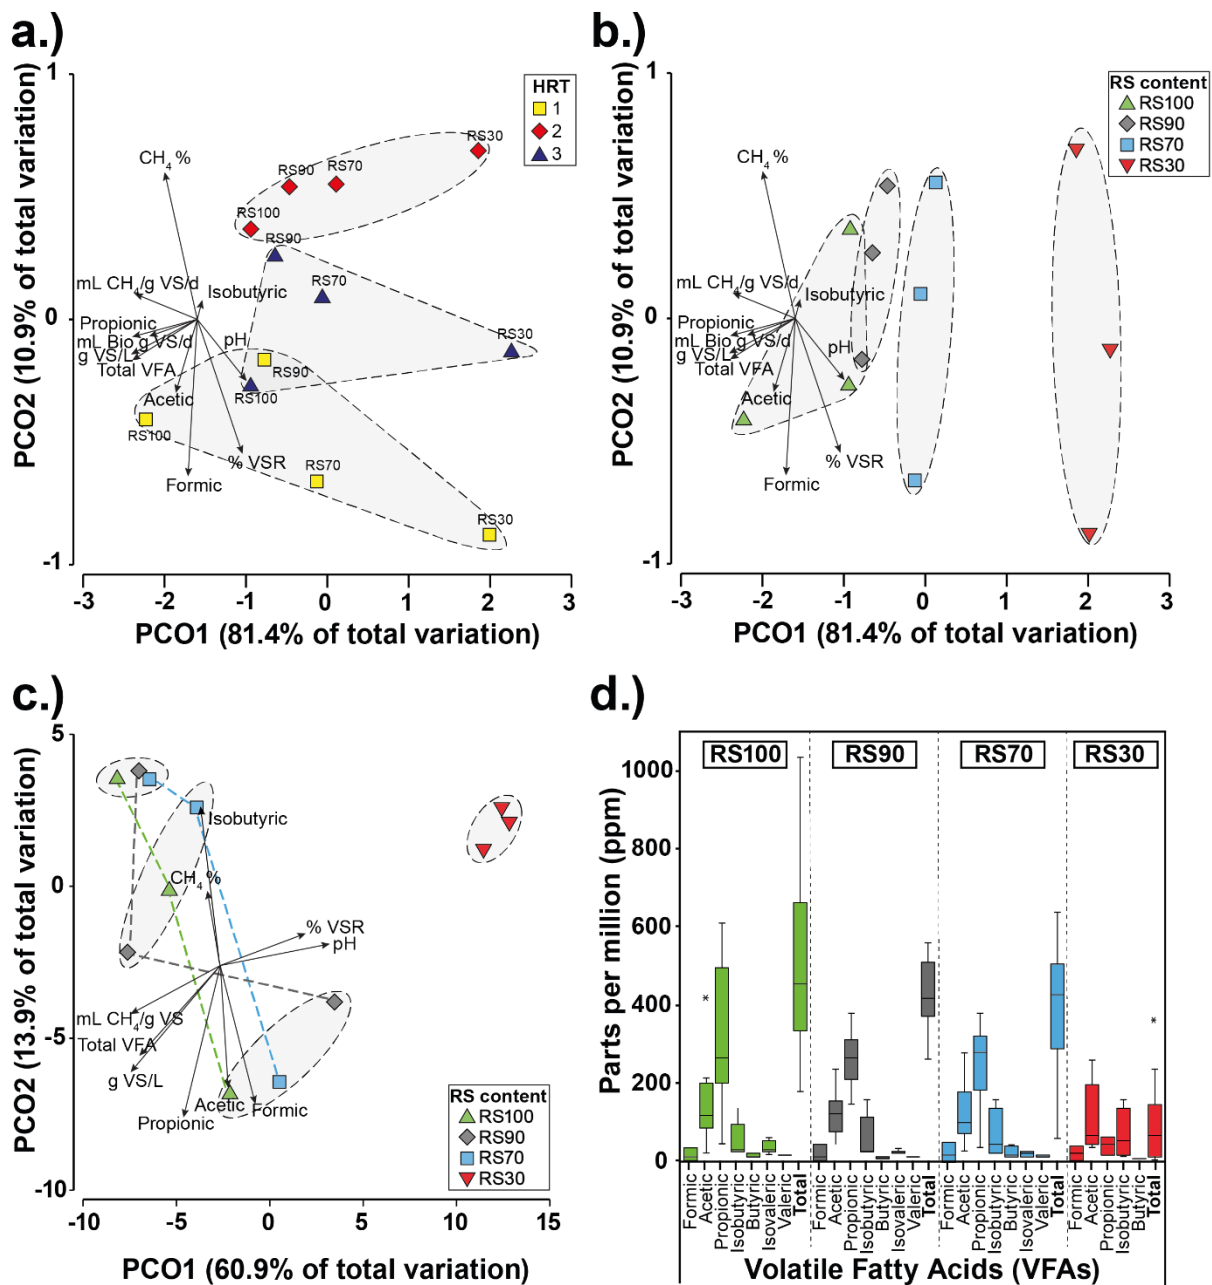 a.)
PCO2 (10.9% of total variation)
1
0
-1
-3 -2 -1 0 1 2 3
PCO1 (81.4% of total variation)
HRT
1
2
3
CH4 %
RS30
RS90
RS70
RS100
RS90
mL CH4/g VS/d
Isobutyric
RS70
Propionic
mL Bio g VS/d
g VS/L
Total VFA
pH
RS30
RS90
Acetic
RS100
RS100
% VSR
RS70
Formic
RS30
b.)
PCO2 (10.9% of total variation)
1
0
-1
-3 -2 -1 0 1 2 3
PCO1 (81.4% of total variation)
RS content
RS100
RS90
RS70
RS30
CH4 %
mL CH4/g VS/d
Isobutyric
Propionic
mL Bio g VS/d
g VS/L
Total VFA
pH
Acetic
% VSR
Formic
c.)
PCO2 (13.9% of total variation)
5
0
-5
-10
-10 -5 0 5 10 15
PCO1 (60.9% of total variation)
Isobutyric
CH4 %
% VSR
pH
mL CH4/g VS
Total VFA
g VS/L
Propionic
Acetic
Formic
RS content
RS100
RS90
RS70
RS30
d.)
Parts per million (ppm)
1000
800
600
400
200
0
RS100 RS90 RS70 RS30
*
*
Formic Acetic Propionic Isobutyric Butyric Isovaleric Valeric Total
Formic Acetic Propionic Isobutyric Butyric Isovaleric Valeric Total
Formic Acetic Propionic Isobutyric Butyric Isovaleric Valeric Total
Formic Acetic Propionic Isobutyric Butyric Total
Volatile Fatty Acids (VFAs)